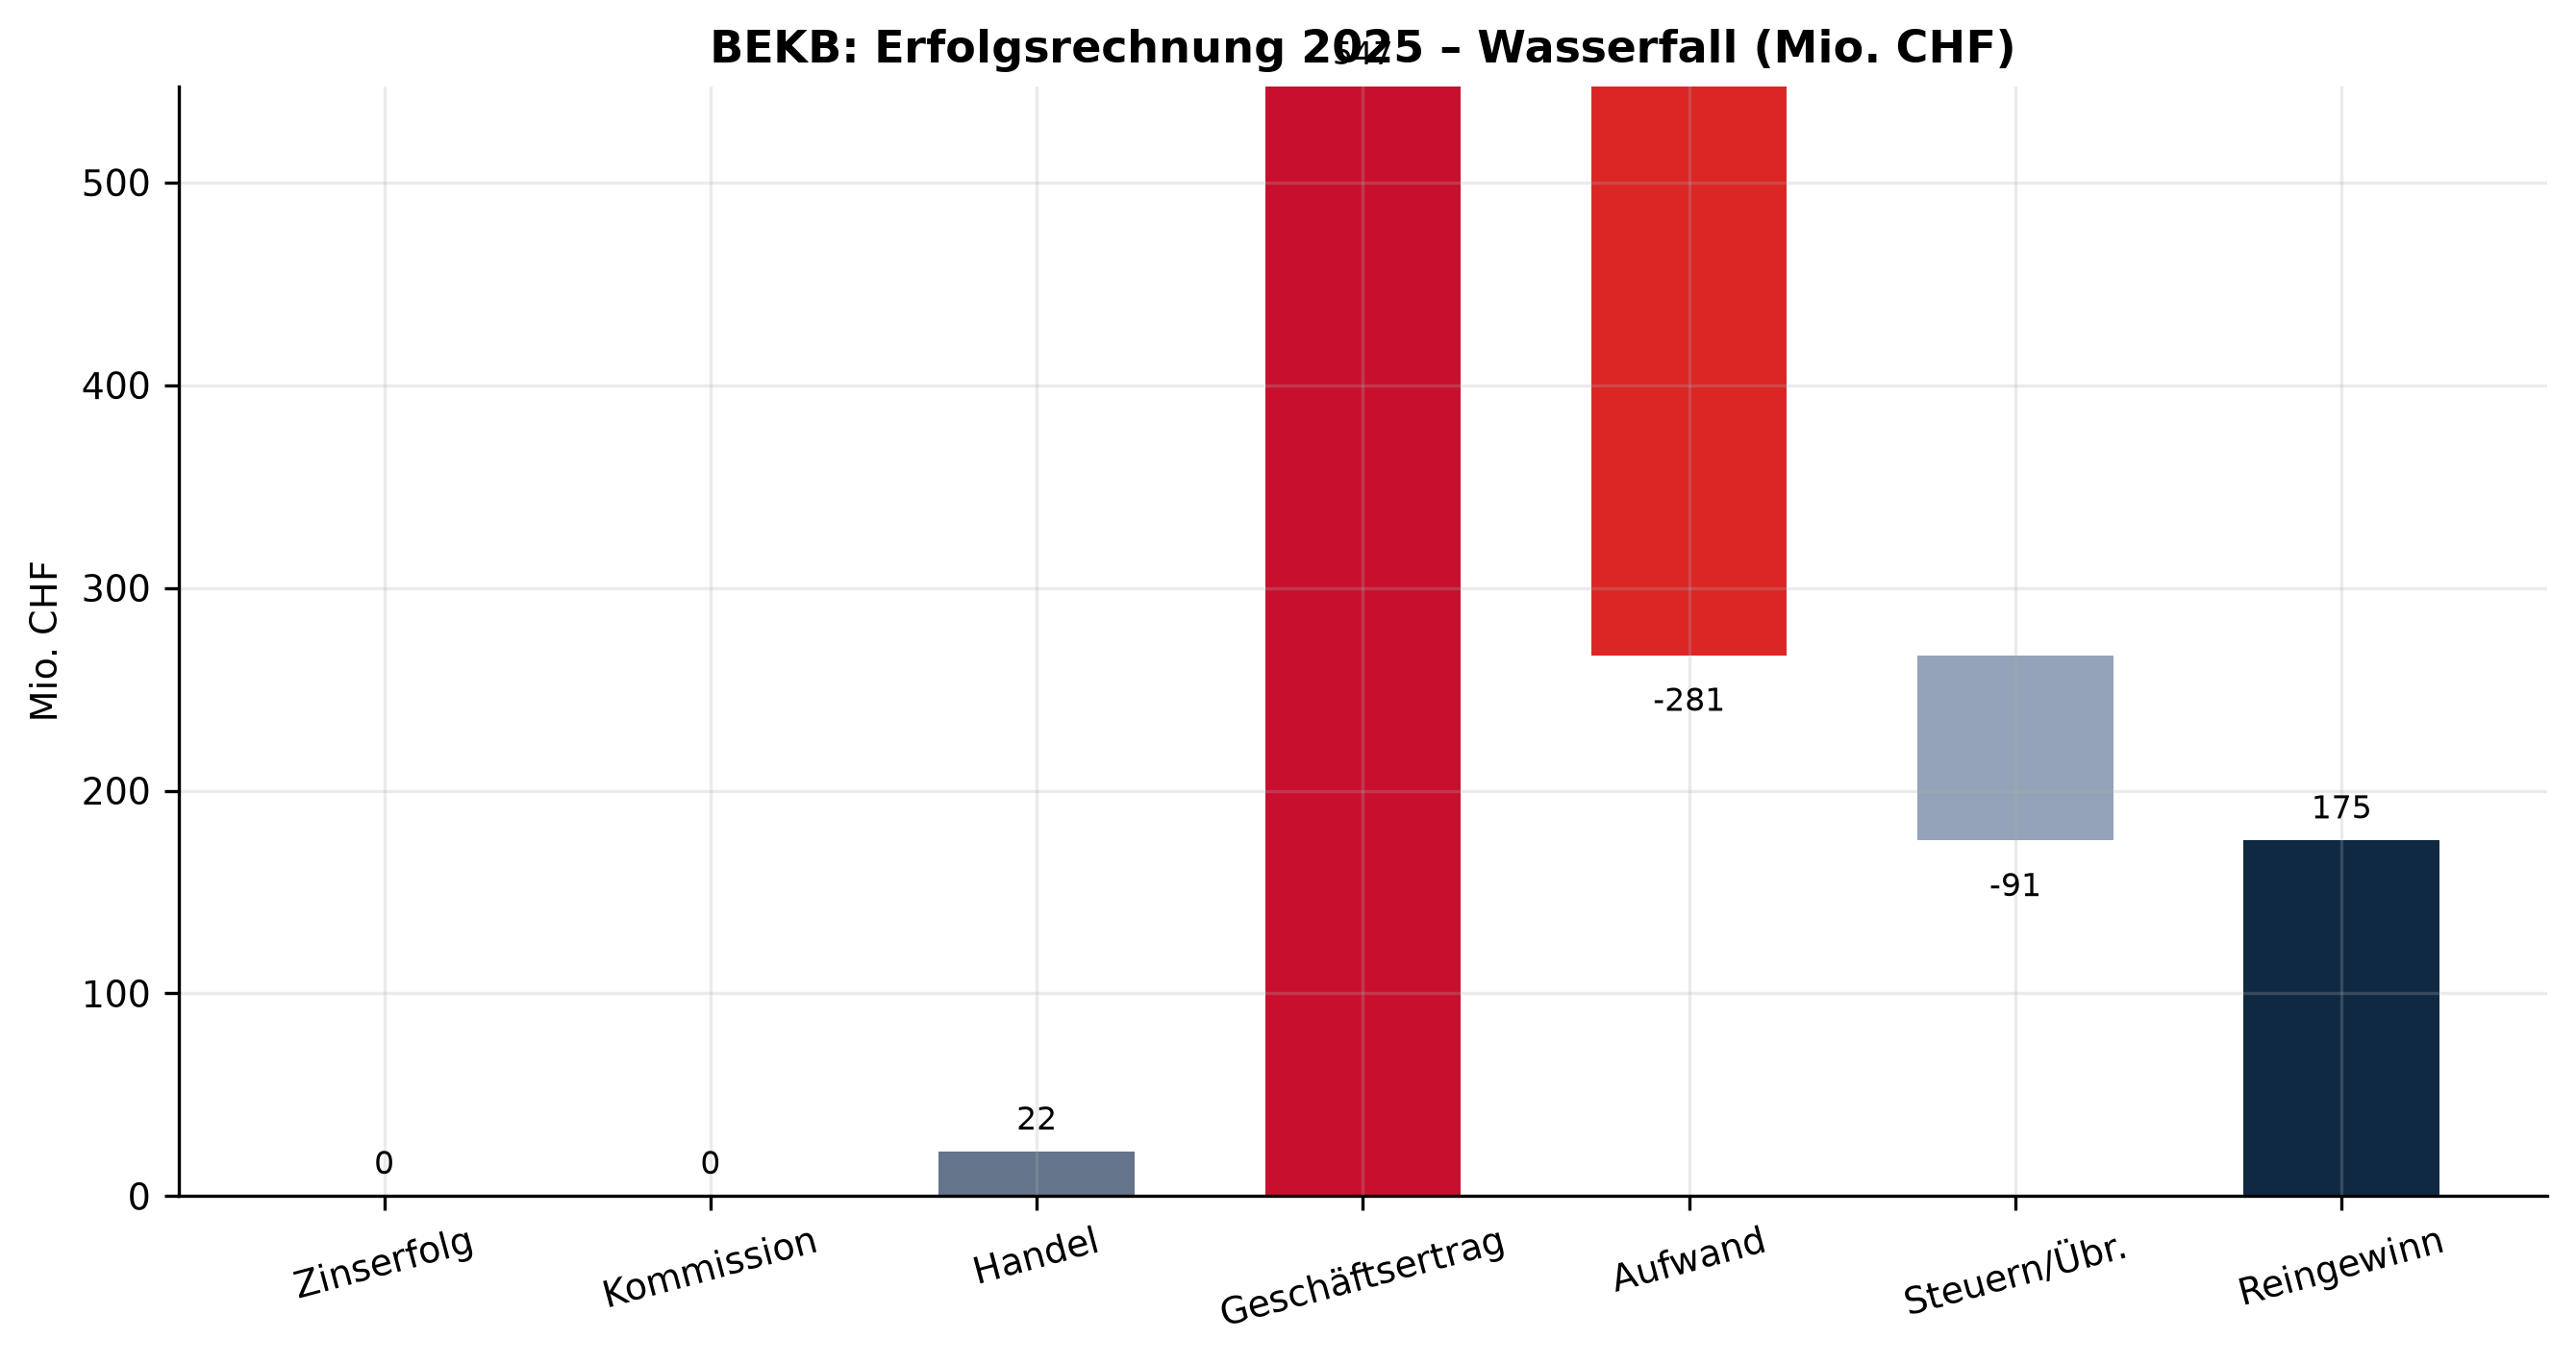 BEKB: Erfolgsrechnung 2025 – Wasserfall (Mio. CHF)
Mio. CHF
500
400
300
200
100
0
0
0
22
547
-281
-91
175
Zinserfolg
Kommission
Handel
Geschäftsertrag
Aufwand
Steuern/Übr.
Reingewinn